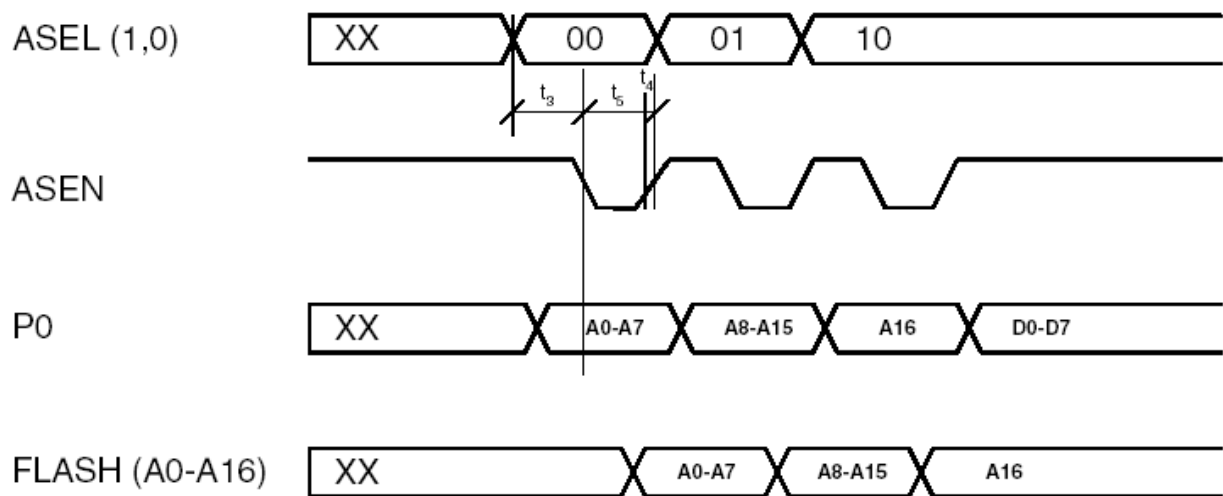 ASEL (1,0) XX 00 01 10
t3 t5 t4
ASEN
P0 XX A0-A7 A8-A15 A16 D0-D7
FLASH (A0-A16) XX A0-A7 A8-A15 A16